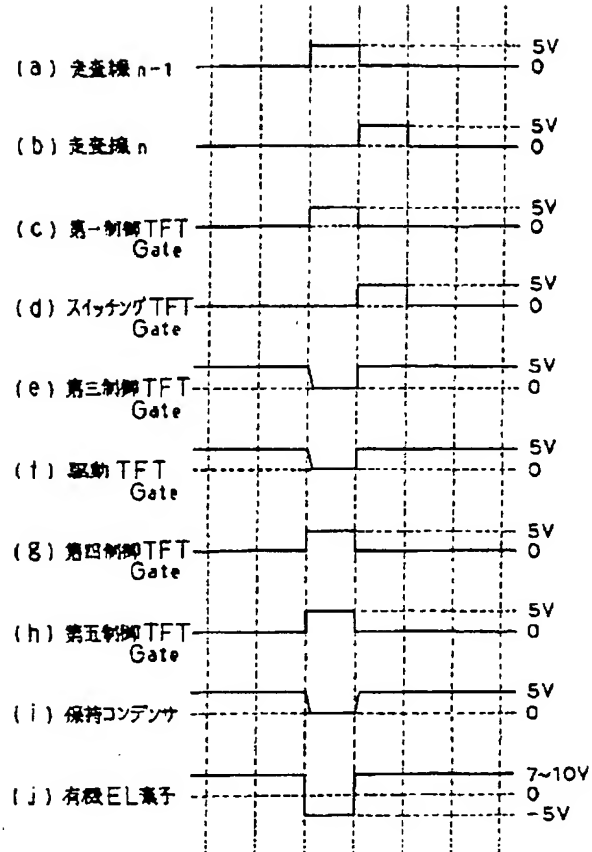 5V
(a) 走査線 n-1 0
5V
(b) 走査線 n 0
5V
(c) 第一制御TFT 0
Gate
5V
(d) スイッチングTFT 0
Gate
5V
(e) 第三制御TFT 0
Gate
5V
(f) 駆動TFT 0
Gate
5V
(g) 第四制御TFT 0
Gate
5V
(h) 第五制御TFT 0
Gate
5V
(i) 保持コンデンサ 0
7~10V
(j) 有機EL素子 0
-5V